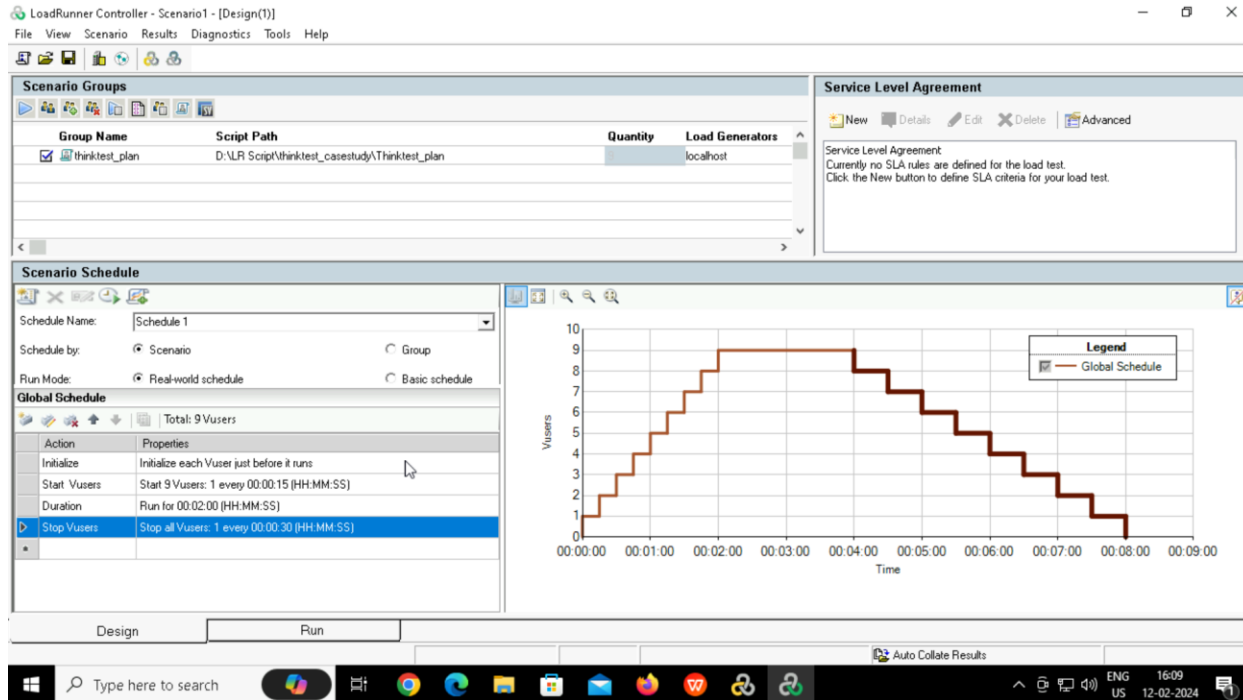 LoadRunner Controller - Scenario1 - [Design(1)]
File View Scenario Results Diagnostics Tools Help
Scenario Groups
Group Name Script Path Quantity Load Generators
thinktest_plan D:\LR Script\thinktest_casestudy\Thinktest_plan localhost
Service Level Agreement
New Details Edit Delete Advanced
Service Level Agreement
Currently no SLA rules are defined for the load test.
Click the New button to define SLA criteria for your load test.
Scenario Schedule
Schedule Name: Schedule 1
Schedule by: Scenario Group
Run Mode: Real-world schedule Basic schedule
Global Schedule
Total: 9 Vusers
Action Properties
Initialize Initialize each Vuser just before it runs
Start Vusers Start 9 Vusers: 1 every 00:00:15 (HH:MM:SS)
Duration Run for 00:02:00 (HH:MM:SS)
Stop Vusers Stop all Vusers: 1 every 00:00:30 (HH:MM:SS)
10
9
8
7
6
5
4
3
2
1
0
Vusers
Legend
Global Schedule
00:00:00 00:01:00 00:02:00 00:03:00 00:04:00 00:05:00 00:06:00 00:07:00 00:08:00 00:09:00
Time
Design Run
Auto Collate Results
Type here to search
ENG
US
16:09
12-02-2024
1